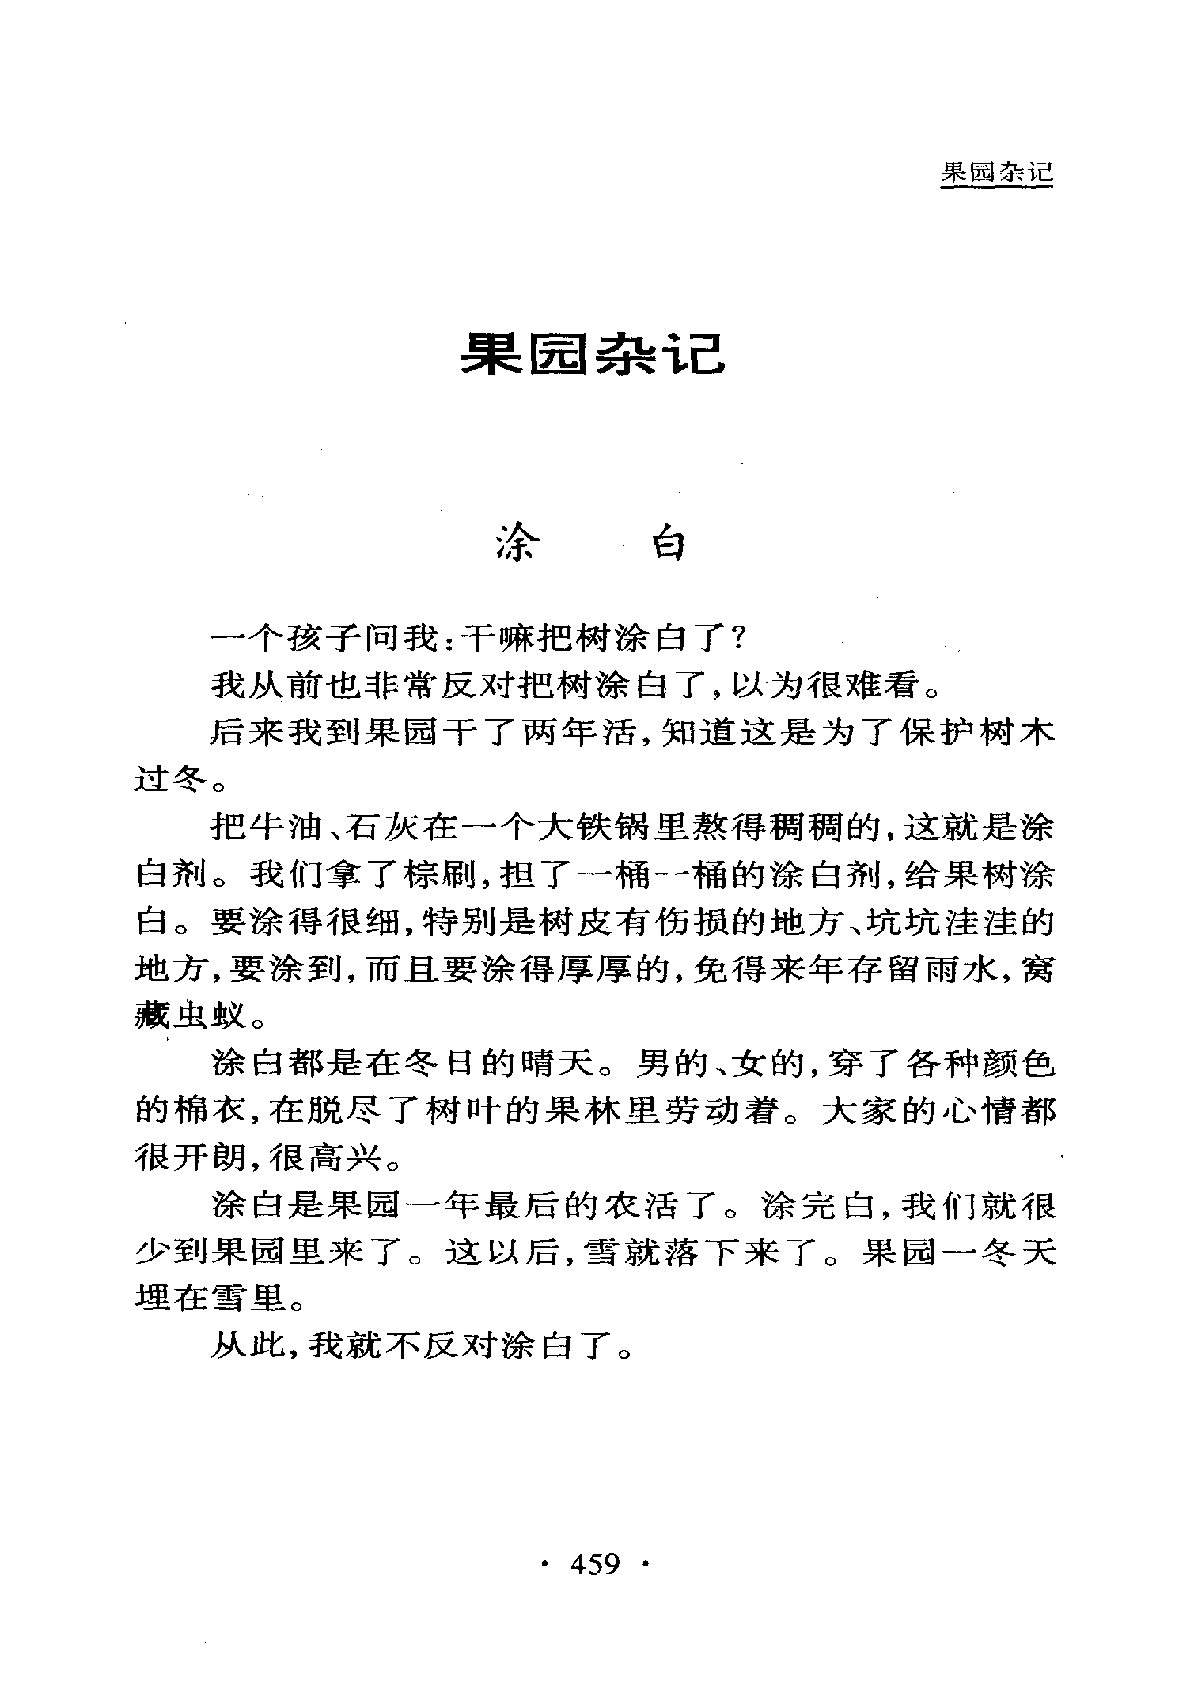 果园杂记
果园杂记
涂 白
一个孩子问我:干嘛把树涂白了?
我从前也非常反对把树涂白了,以为很难看。
后来我到果园干了两年活,知道这是为了保护树木
过冬。
把牛油、石灰在一个大铁锅里熬得稠稠的,这就是涂
白剂。我们拿了棕刷,担了一桶一桶的涂白剂,给果树涂
白。要涂得很细,特别是树皮有伤损的地方、坑坑洼洼的
地方,要涂到,而且要涂得厚厚的,免得来年存留雨水,窝
藏虫蚁。
涂白都是在冬日的晴天。男的、女的,穿了各种颜色
的棉衣,在脱尽了树叶的果林里劳动着。大家的心情都
很开朗,很高兴。
涂白是果园一年最后的农活了。涂完白,我们就很
少到果园里来了。这以后,雪就落下来了。果园一冬天
埋在雪里。
从此,我就不反对涂白了。
· 459 ·